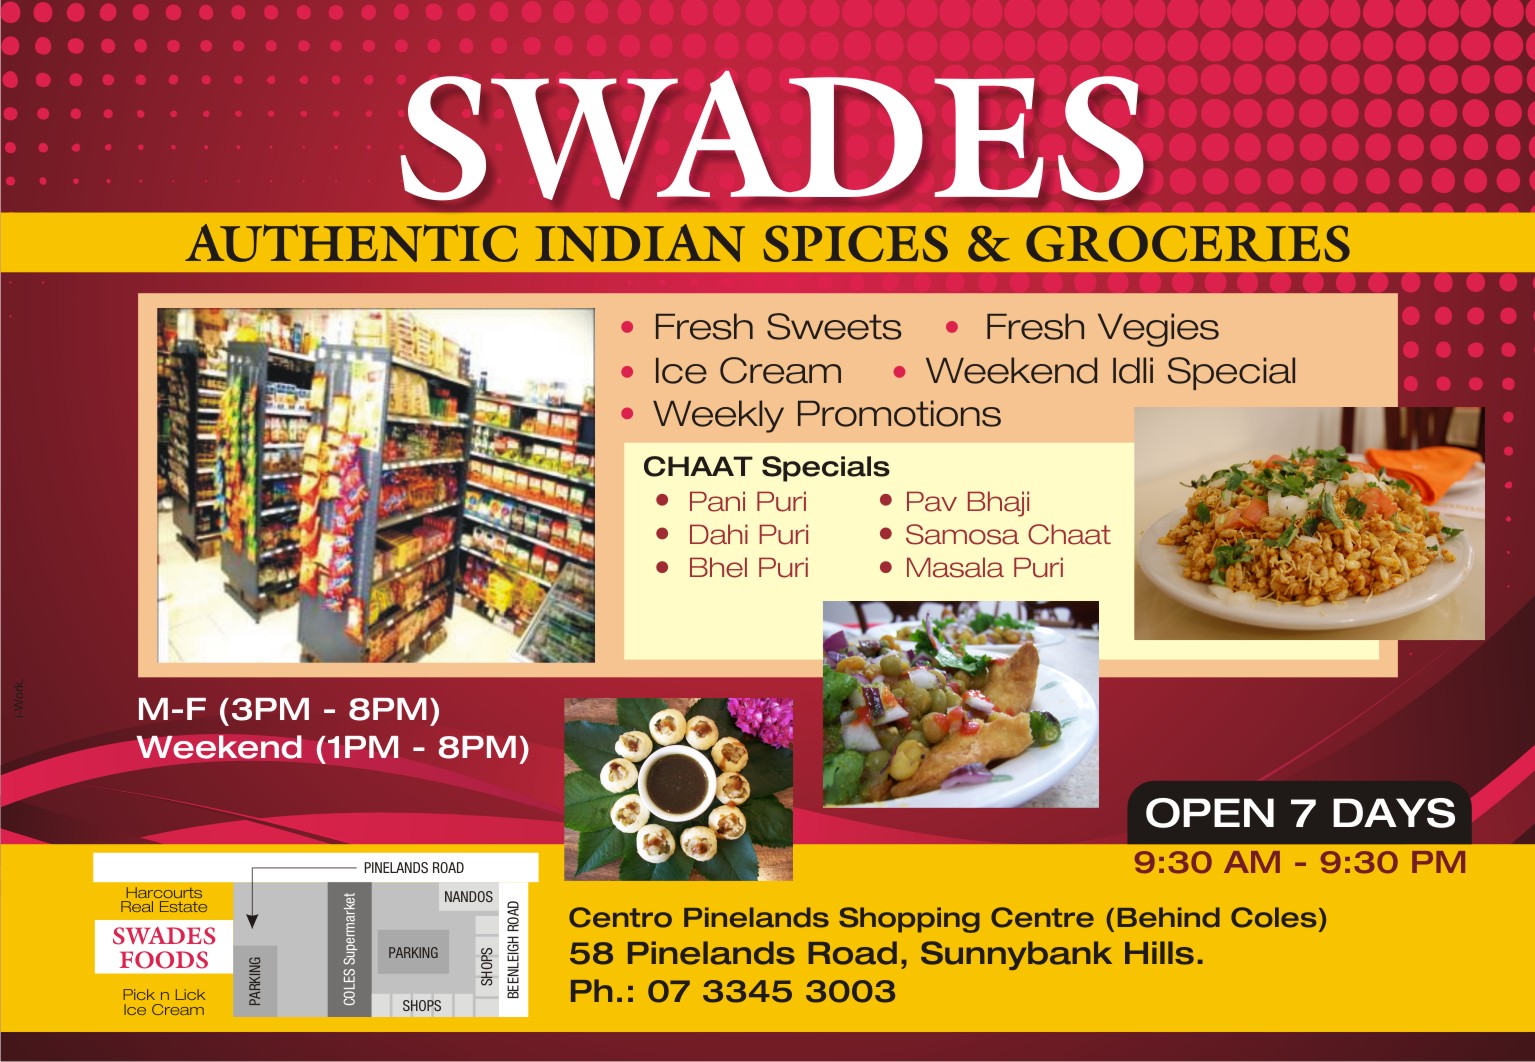 SWADES
AUTHENTIC INDIAN SPICES & GROCERIES
• Fresh Sweets • Fresh Vegies
• Ice Cream • Weekend Idli Special
• Weekly Promotions
CHAAT Specials
• Pani Puri • Pav Bhaji
• Dahi Puri • Samosa Chaat
• Bhel Puri • Masala Puri
M-F (3PM - 8PM)
Weekend (1PM - 8PM)
i-Work
OPEN 7 DAYS
9:30 AM - 9:30 PM
PINELANDS ROAD
Harcourts
Real Estate
SWADES
FOODS
Pick n Lick
Ice Cream
PARKING
COLES Supermarket
PARKING
NANDOS
SHOPS
SHOPS
BEENLEIGH ROAD
Centro Pinelands Shopping Centre (Behind Coles)
58 Pinelands Road, Sunnybank Hills.
Ph.: 07 3345 3003